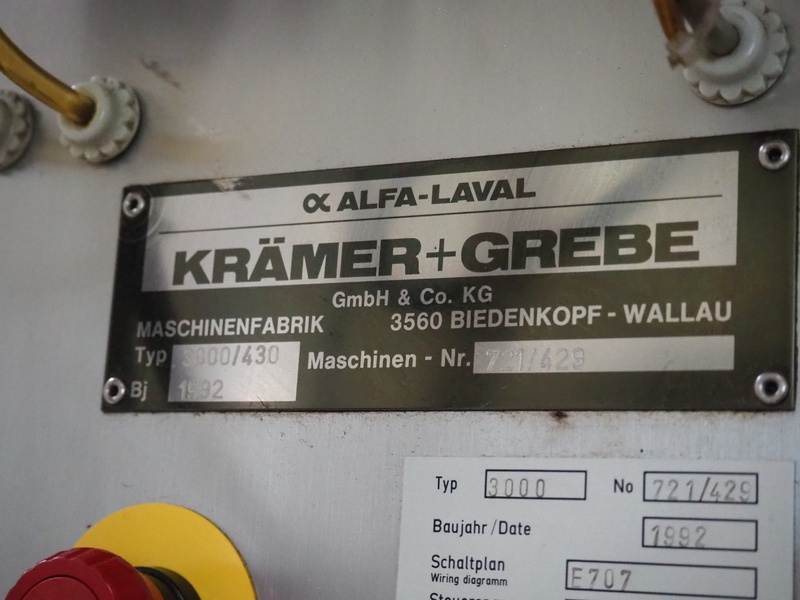 α ALFA-LAVAL
KRÄMER+GREBE
GmbH & Co. KG
MASCHINENFABRIK 3560 BIEDENKOPF - WALLAU
Typ 3000/430 Maschinen - Nr. 721/429
Bj 1992
Typ 3000 No 721/429
Baujahr/Date 1992
Schaltplan
Wiring diagramm E707